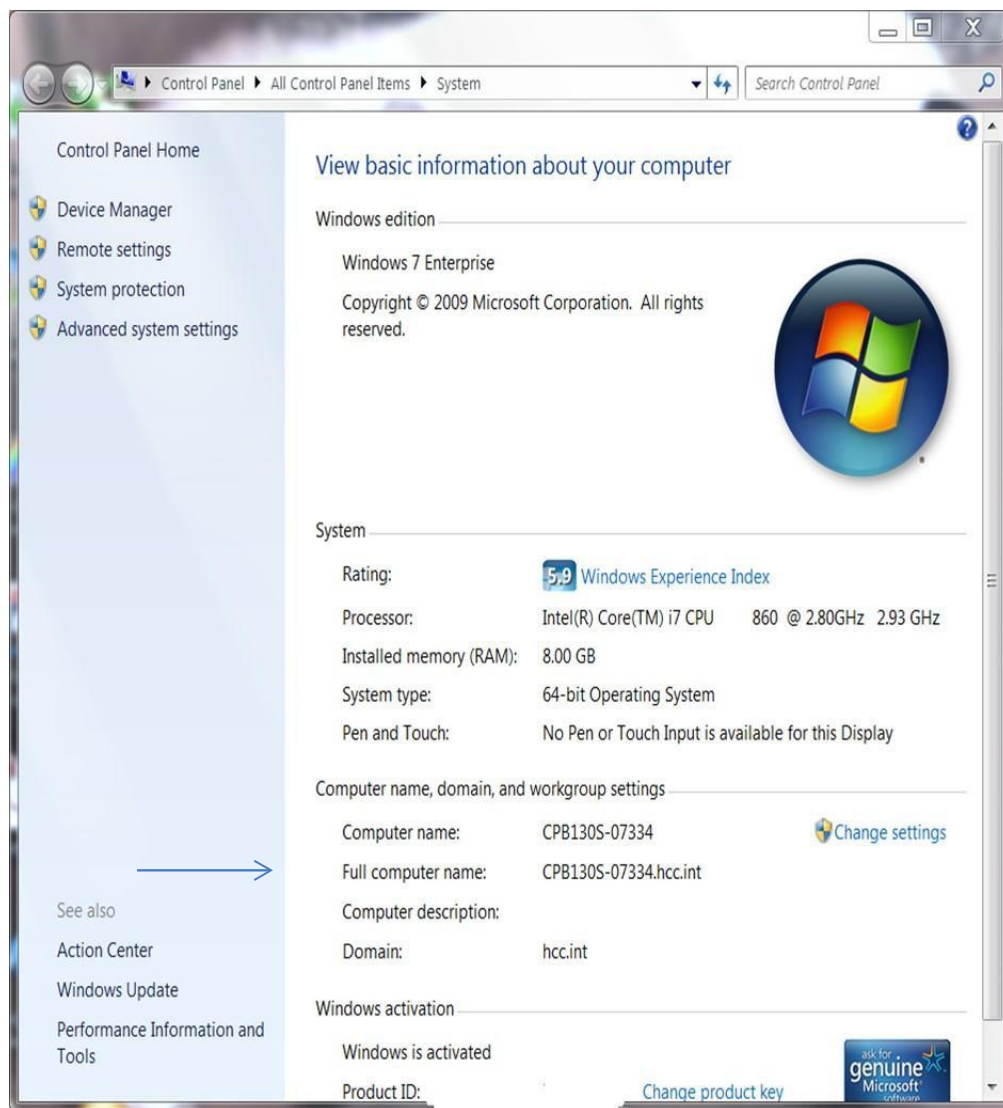 Control Panel ▸ All Control Panel Items ▸ System
Search Control Panel
Control Panel Home
Device Manager
Remote settings
System protection
Advanced system settings
See also
Action Center
Windows Update
Performance Information and
Tools
View basic information about your computer
Windows edition
Windows 7 Enterprise
Copyright © 2009 Microsoft Corporation. All rights
reserved.
System
Rating: 5.9 Windows Experience Index
Processor: Intel(R) Core(TM) i7 CPU 860 @ 2.80GHz 2.93 GHz
Installed memory (RAM): 8.00 GB
System type: 64-bit Operating System
Pen and Touch: No Pen or Touch Input is available for this Display
Computer name, domain, and workgroup settings
Computer name: CPB130S-07334 Change settings
Full computer name: CPB130S-07334.hcc.int
Computer description:
Domain: hcc.int
Windows activation
Windows is activated
Product ID: Change product key
ask for
genuine
Microsoft
software